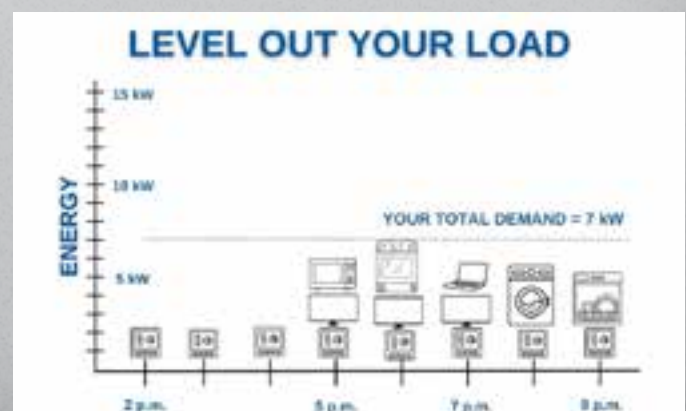 LEVEL OUT YOUR LOAD
15 kW
10 kW
YOUR TOTAL DEMAND = 7 kW
ENERGY
5 kW
2 p.m.
5 p.m.
7 p.m.
9 p.m.